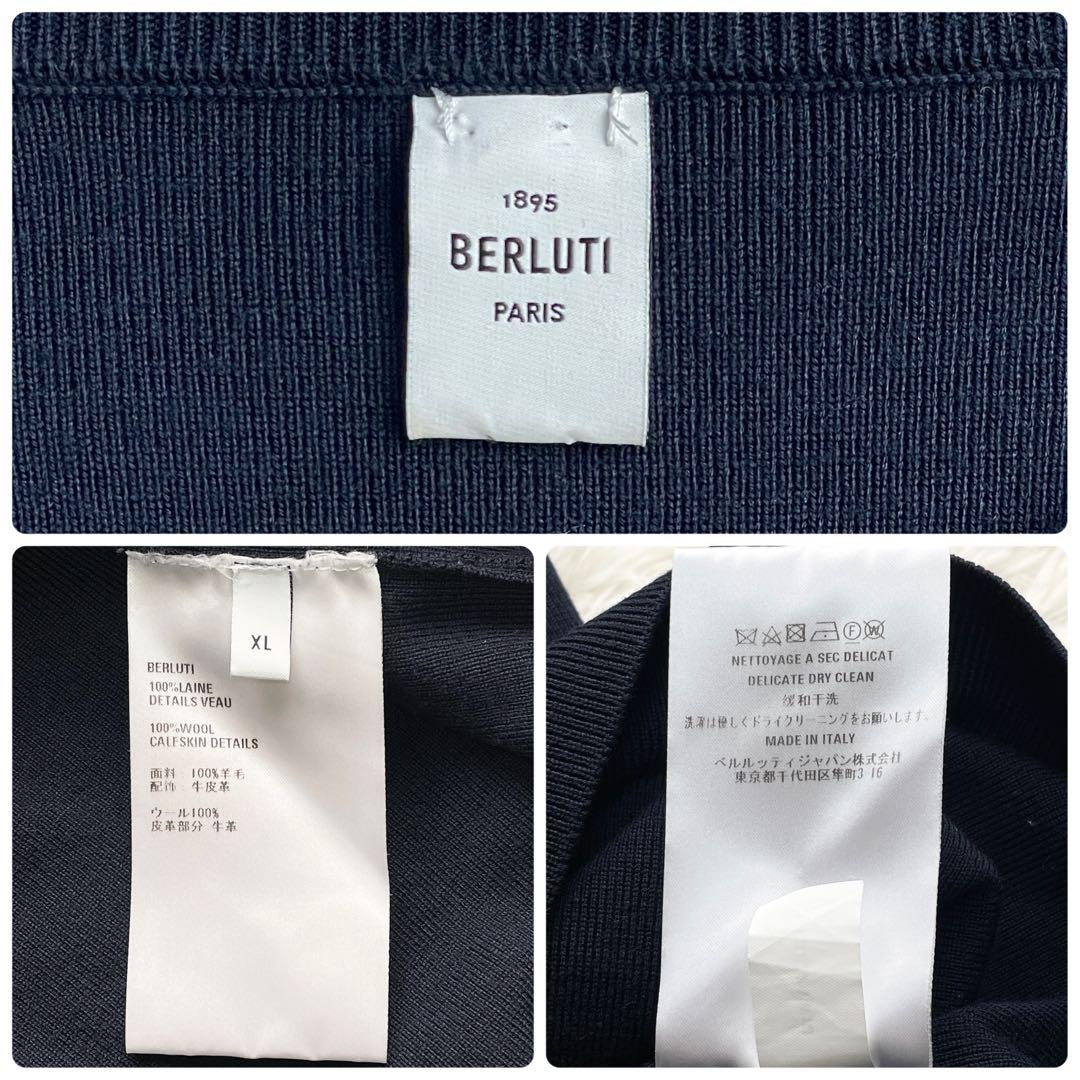 1895
BERLUTI
PARIS
XL
BERLUTI
100%LAINE
DETAILS VEAU
100%WOOL
CALFSKIN DETAILS
面料: 100%羊毛
配饰: 牛皮革
ウール100%
皮革部分 牛革
NETTOYAGE A SEC DELICAT
DELICATE DRY CLEAN
缓和干洗
洗濯は優しくドライクリーニングをお願いします。
MADE IN ITALY
ベルルッティジャパン株式会社
東京都千代田区隼町3-16